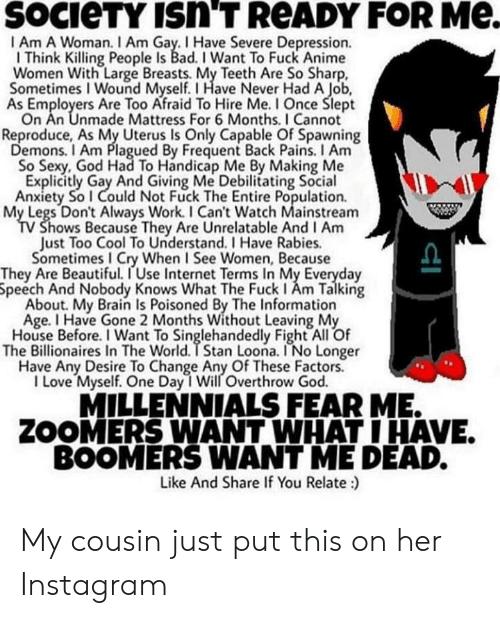 SOCIeTY ISn'T ReADY FOR Me.
I Am A Woman. I Am Gay. I Have Severe Depression.
I Think Killing People Is Bad. I Want To Fuck Anime
Women With Large Breasts. My Teeth Are So Sharp,
Sometimes I Wound Myself. I Have Never Had A Job,
As Employers Are Too Afraid To Hire Me. I Once Slept
On An Unmade Mattress For 6 Months. I Cannot
Reproduce, As My Uterus Is Only Capable Of Spawning
Demons. I Am Plagued By Frequent Back Pains. I Am
So Sexy, God Had To Handicap Me By Making Me
Explicitly Gay And Giving Me Debilitating Social
Anxiety So I Could Not Fuck The Entire Population.
My Legs Don't Always Work. I Can't Watch Mainstream
TV Shows Because They Are Unrelatable And I Am
Just Too Cool To Understand. I Have Rabies.
Sometimes I Cry When I See Women, Because
They Are Beautiful. I Use Internet Terms In My Everyday
Speech And Nobody Knows What The Fuck I Am Talking
About. My Brain Is Poisoned By The Information
Age. I Have Gone 2 Months Without Leaving My
House Before. I Want To Singlehandedly Fight All Of
The Billionaires In The World. I Stan Loona. I No Longer
Have Any Desire To Change Any Of These Factors.
I Love Myself. One Day I Will Overthrow God.
MILLENNIALS FEAR ME.
ZOOMERS WANT WHAT I HAVE.
BOOMERS WANT ME DEAD.
Like And Share If You Relate :)
My cousin just put this on her
Instagram